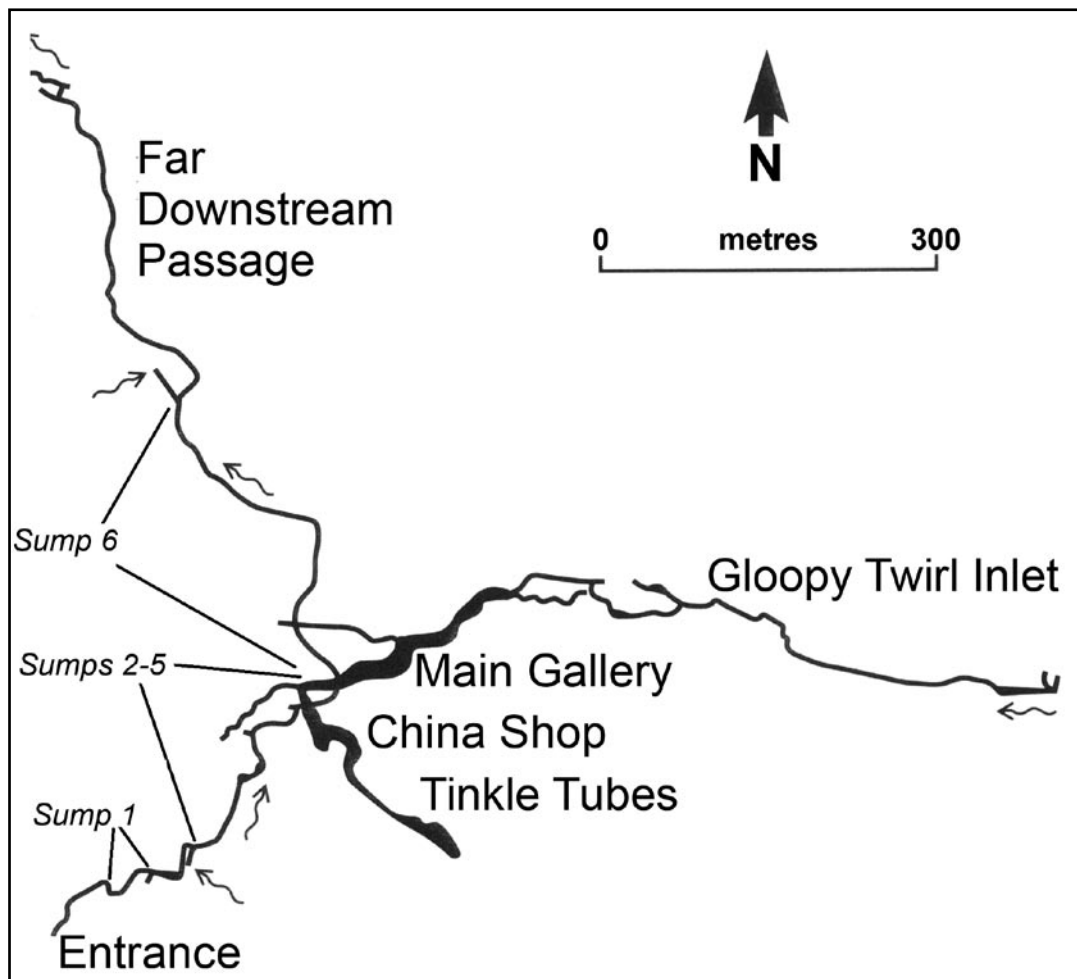 Far
Downstream
Passage
N
0 metres 300
Sump 6
Gloopy Twirl Inlet
Sumps 2-5
Main Gallery
China Shop
Tinkle Tubes
Sump 1
Entrance